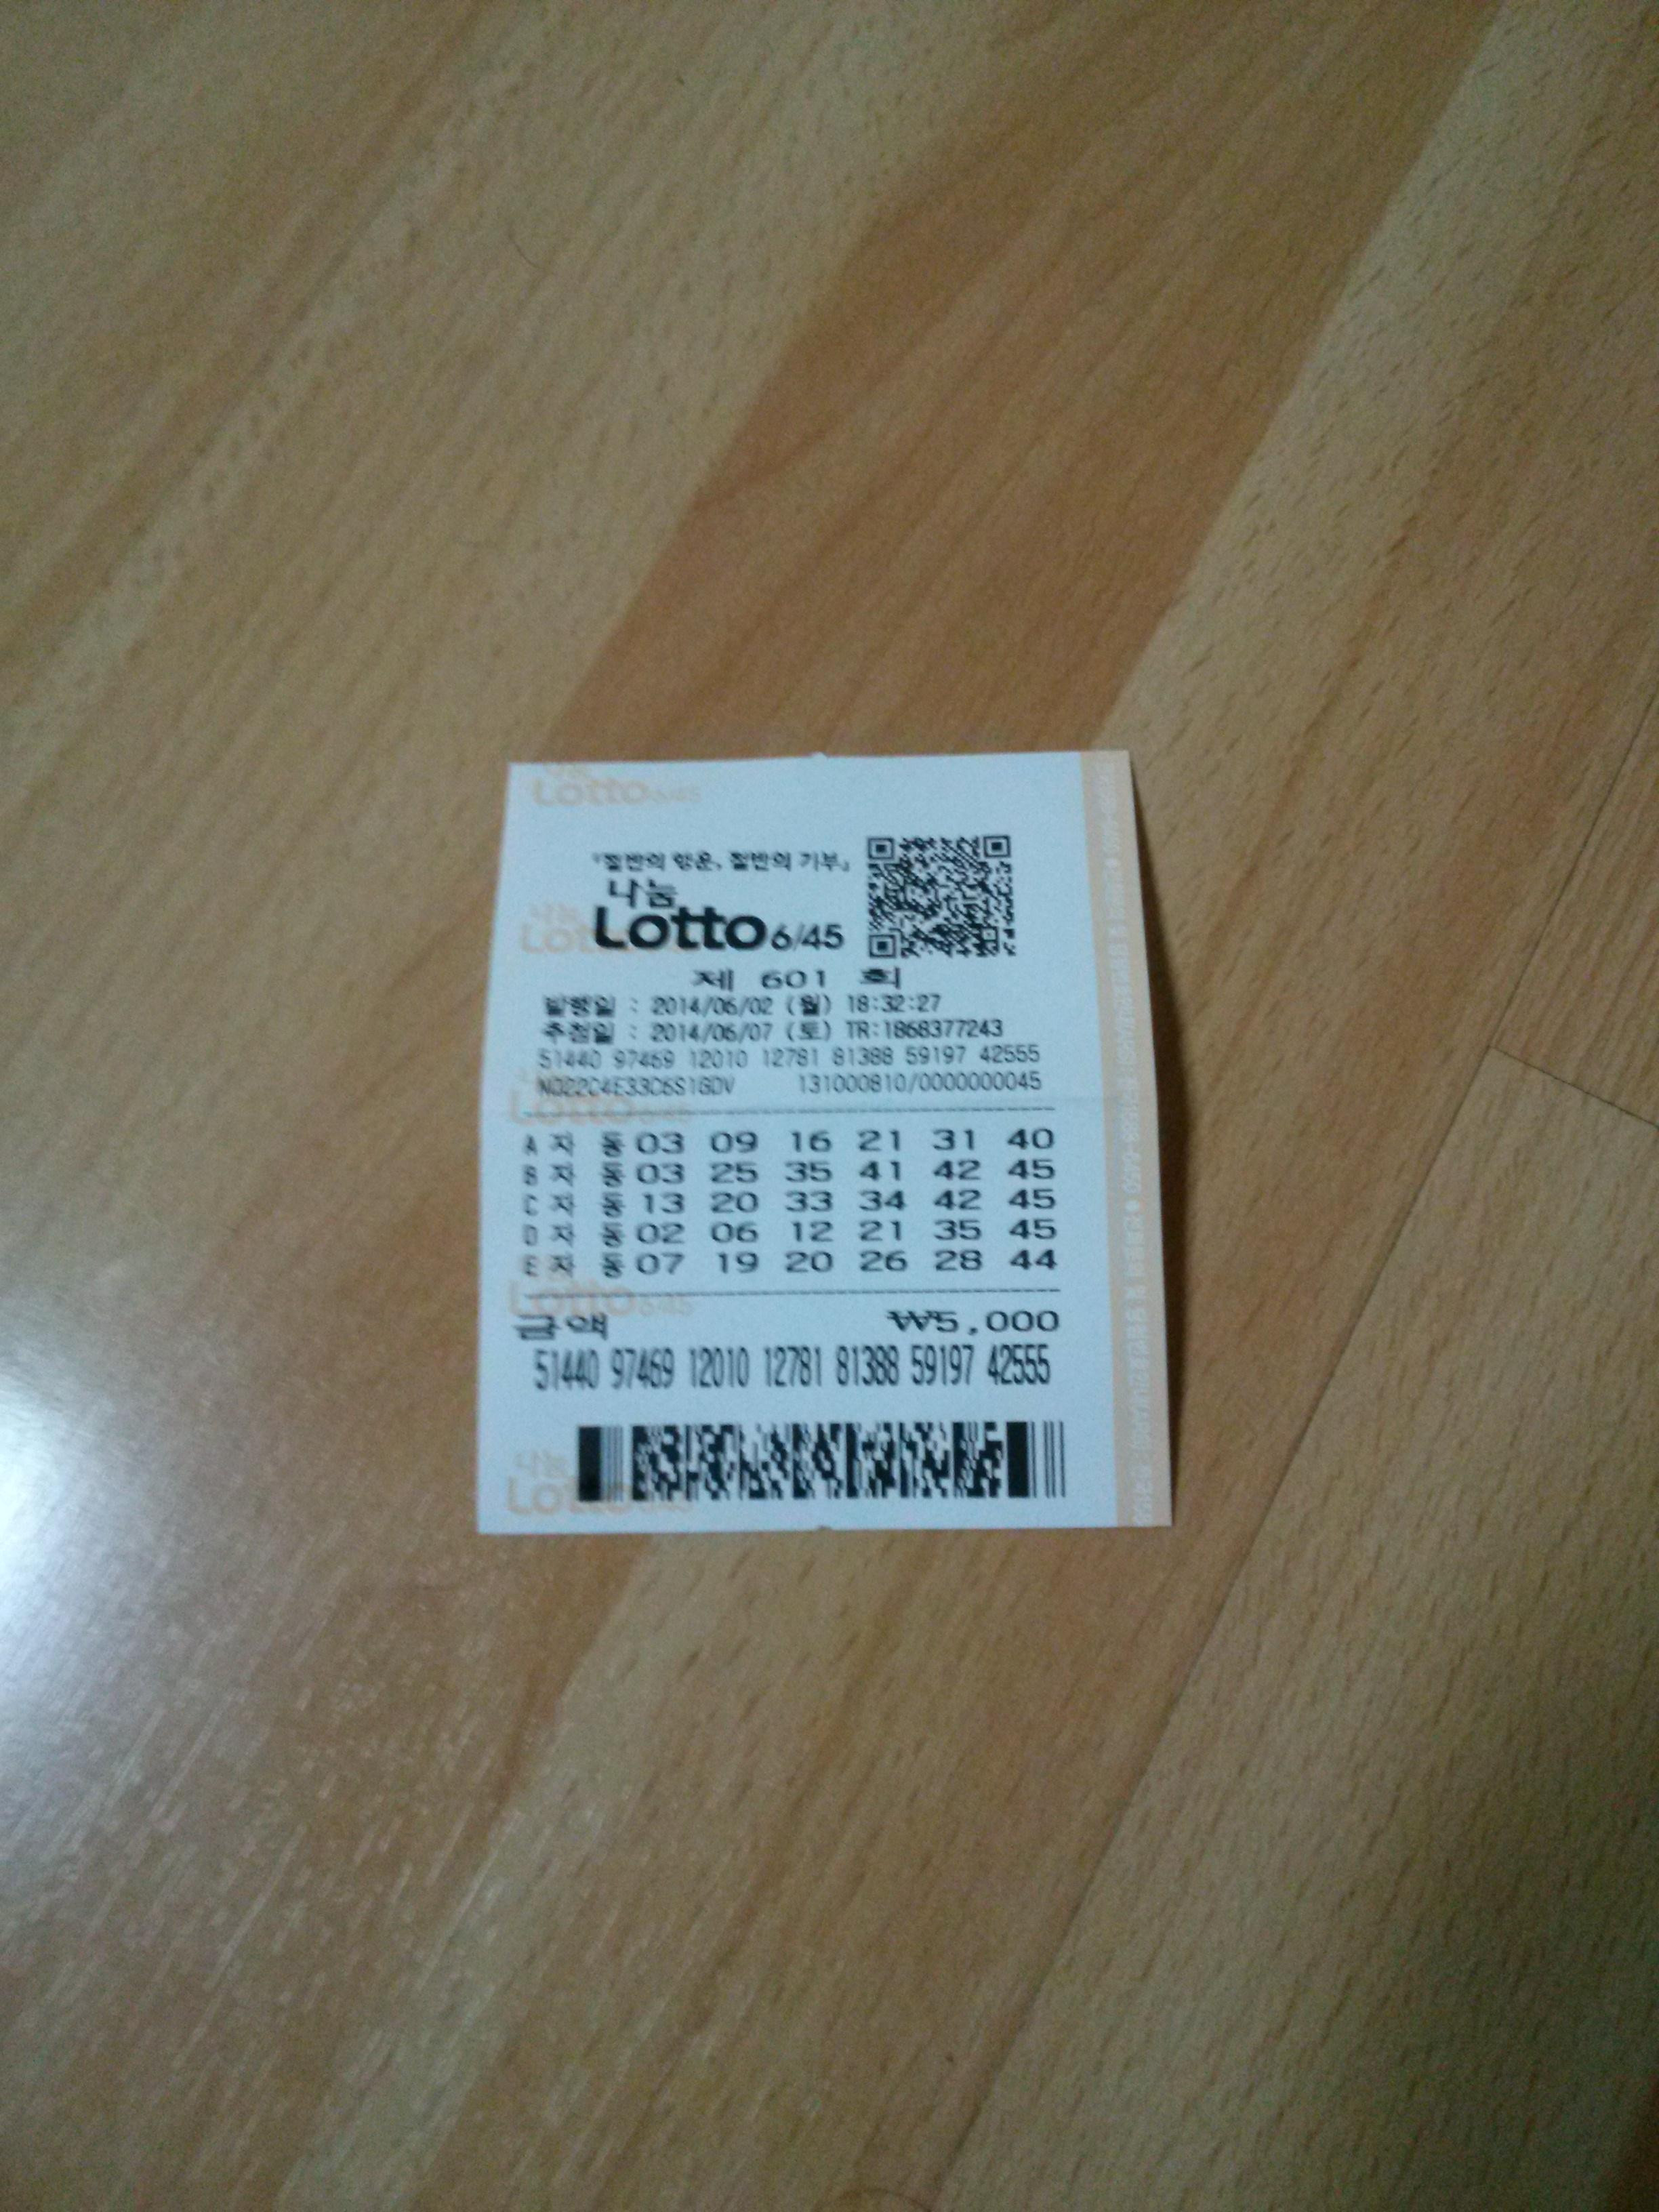 Lotto 6/45
『절반의 행운, 절반의 기부』
나눔
Lotto 6/45
제 601 회
발행일 : 2014/06/02 (월) 18:32:27
추첨일 : 2014/06/07 (토) TR:1868377243
51440 97469 12010 12781 81388 59197 42555
131000810/0000000045
A 자 동 03 09 16 21 31 40
B 자 동 03 25 35 41 42 45
C 자 동 13 20 33 34 42 45
D 자 동 02 06 12 21 35 45
E 자 동 07 19 20 26 28 44
금액 ₩5,000
51440 97469 12010 12781 81388 59197 42555